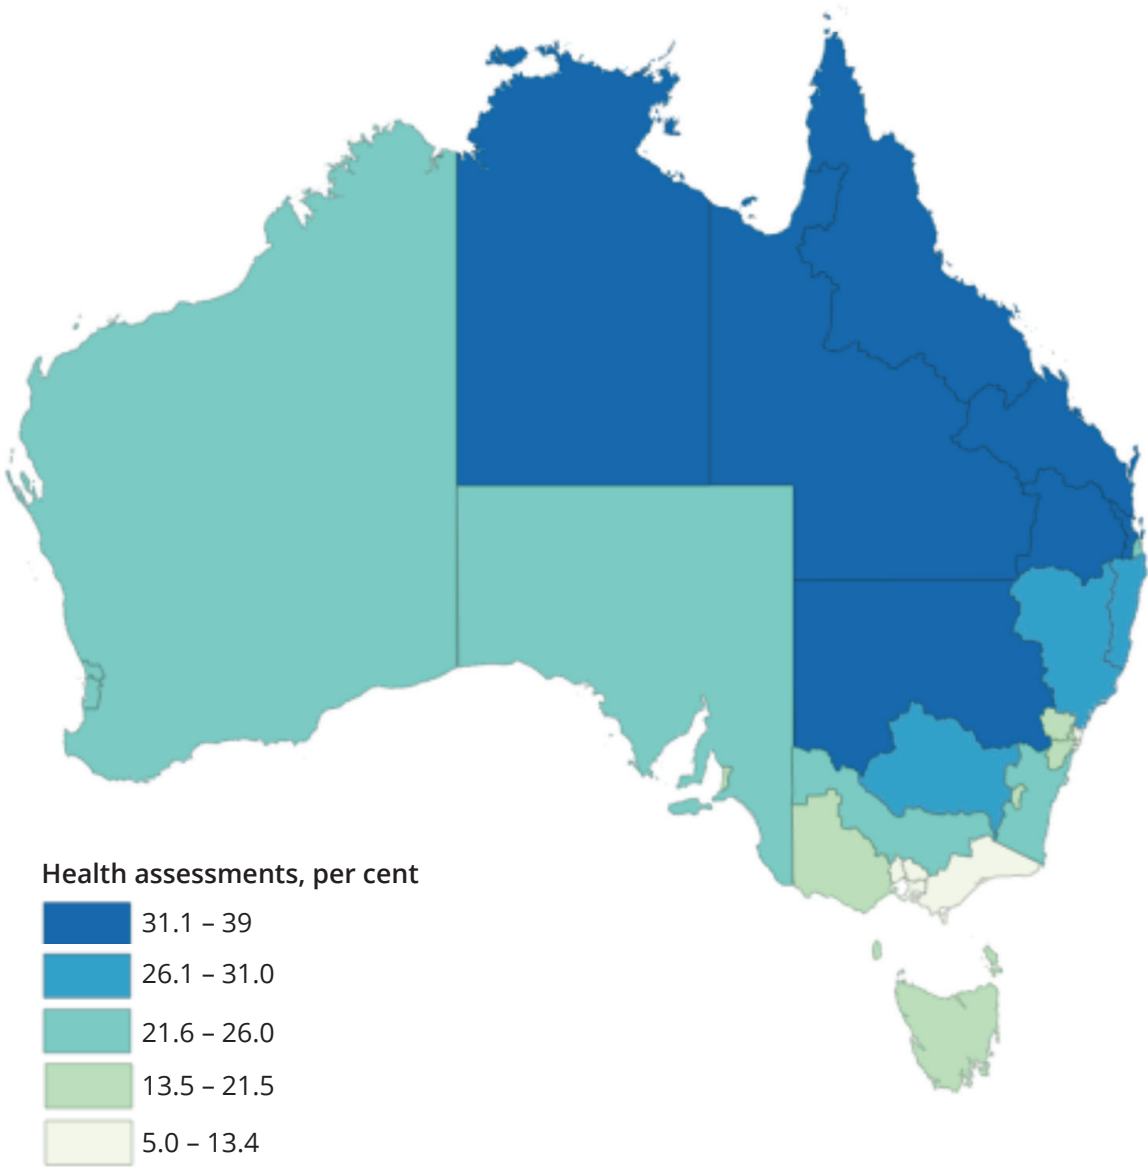 Health assessments, per cent
31.1 – 39
26.1 – 31.0
21.6 – 26.0
13.5 – 21.5
5.0 – 13.4